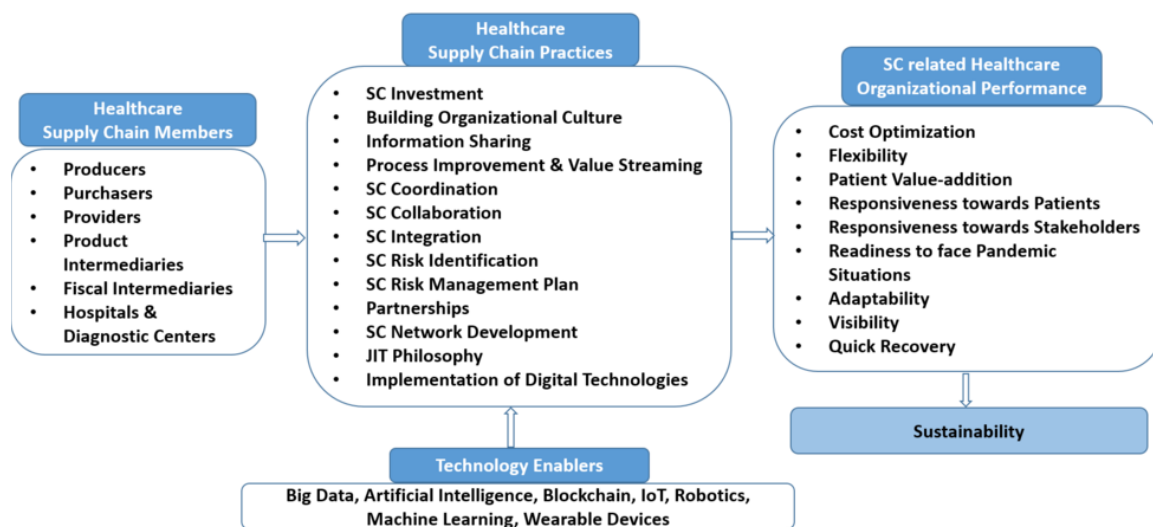 Healthcare
Supply Chain Members
• Producers
• Purchasers
• Providers
• Product
Intermediaries
• Fiscal Intermediaries
• Hospitals &
Diagnostic Centers
Healthcare
Supply Chain Practices
• SC Investment
• Building Organizational Culture
• Information Sharing
• Process Improvement & Value Streaming
• SC Coordination
• SC Collaboration
• SC Integration
• SC Risk Identification
• SC Risk Management Plan
• Partnerships
• SC Network Development
• JIT Philosophy
• Implementation of Digital Technologies
Technology Enablers
Big Data, Artificial Intelligence, Blockchain, IoT, Robotics,
Machine Learning, Wearable Devices
SC related Healthcare
Organizational Performance
• Cost Optimization
• Flexibility
• Patient Value-addition
• Responsiveness towards Patients
• Responsiveness towards Stakeholders
• Readiness to face Pandemic
Situations
• Adaptability
• Visibility
• Quick Recovery
Sustainability